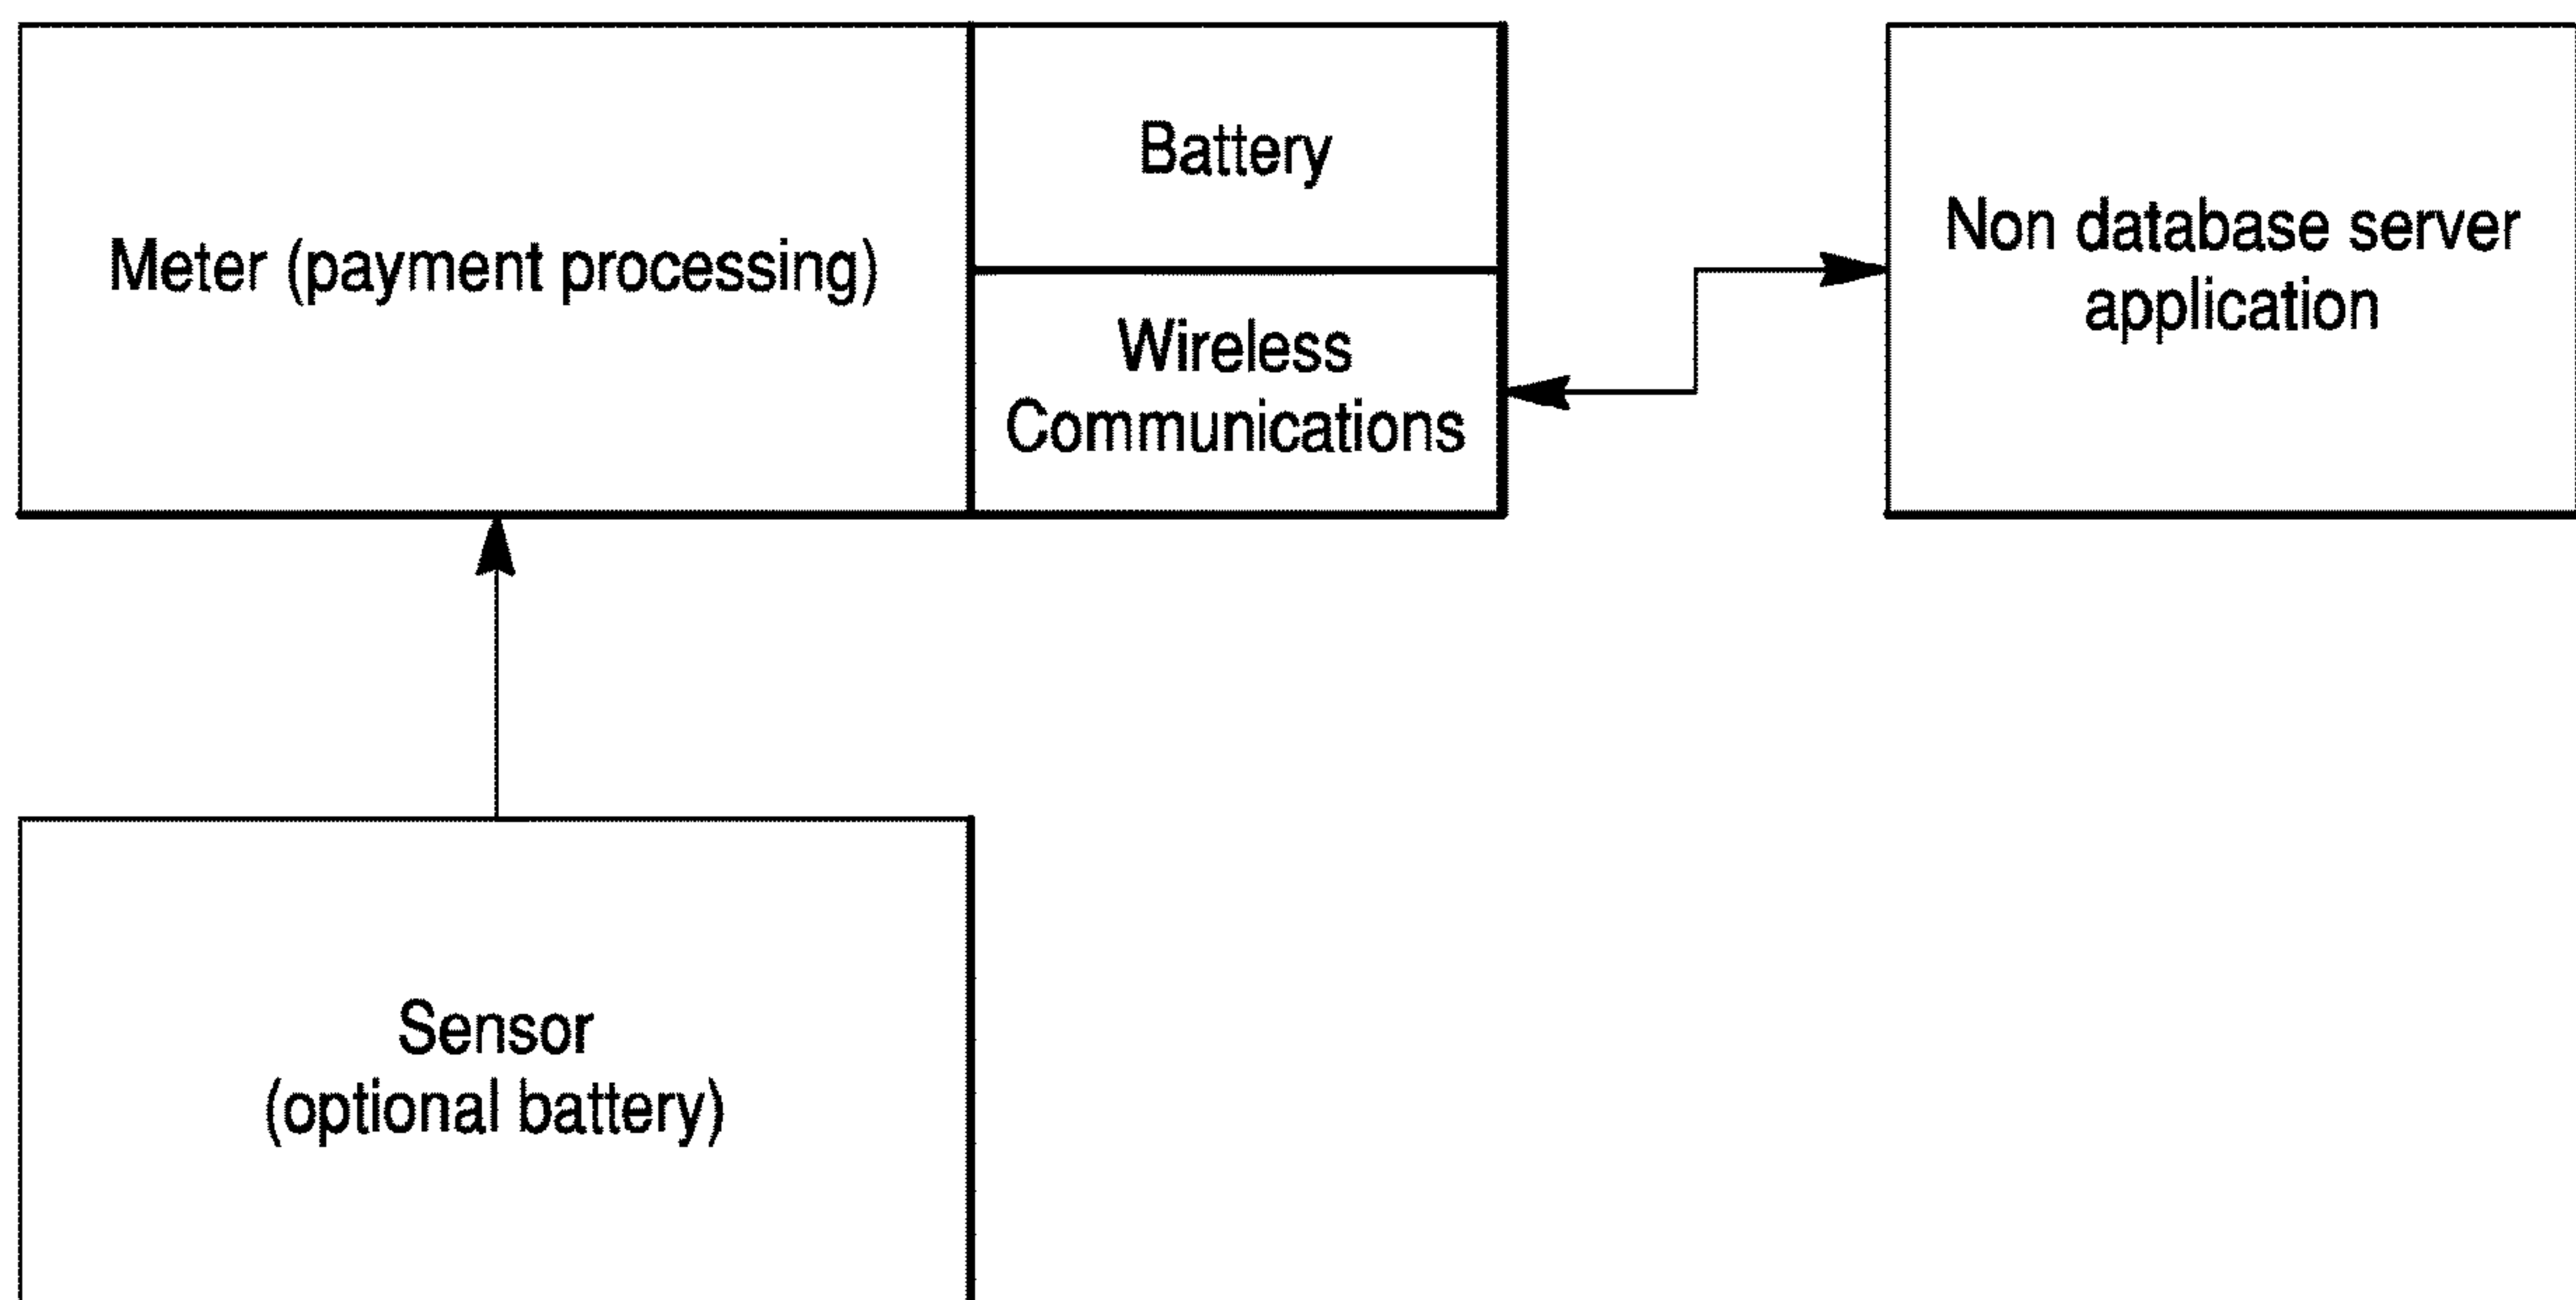 Meter (payment processing)
Battery
Wireless
Communications
Non database server
application
Sensor
(optional battery)